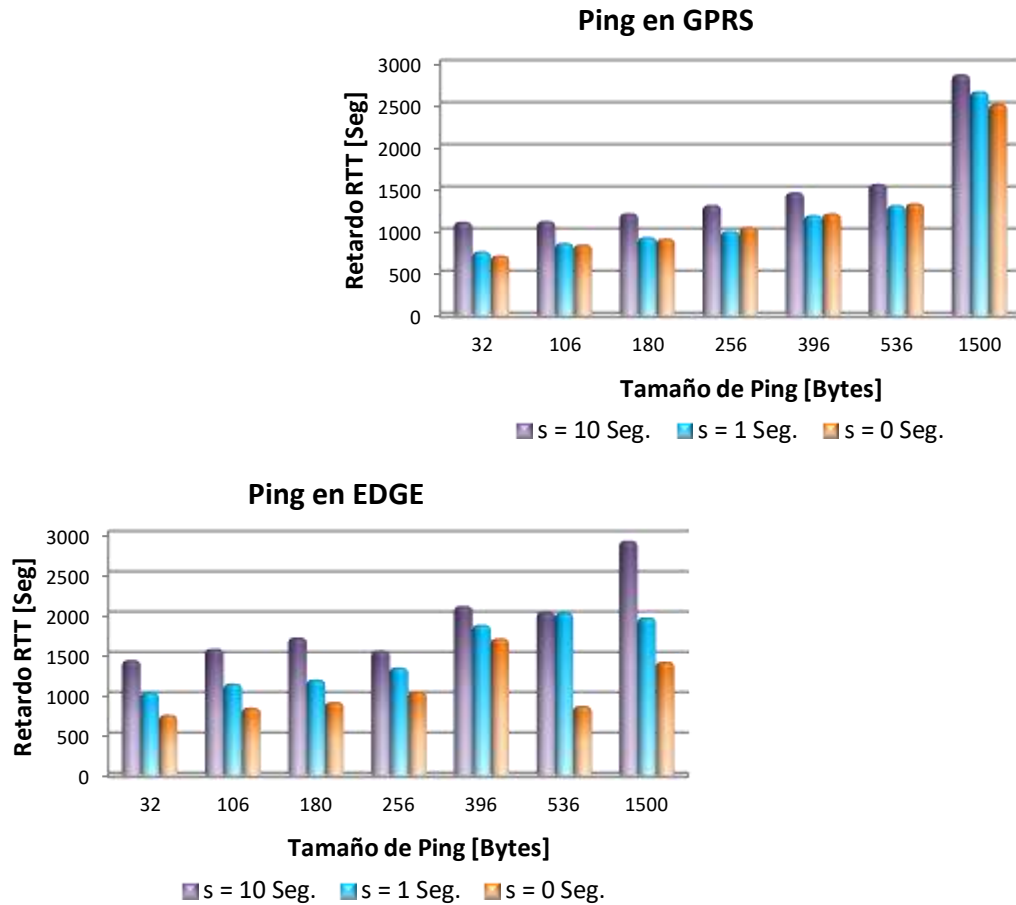 Ping en GPRS
Retardo RTT [Seg]
3000
2500
2000
1500
1000
500
0
32 106 180 256 396 536 1500
Tamaño de Ping [Bytes]
s = 10 Seg. s = 1 Seg. s = 0 Seg.
Ping en EDGE
Retardo RTT [Seg]
3000
2500
2000
1500
1000
500
0
32 106 180 256 396 536 1500
Tamaño de Ping [Bytes]
s = 10 Seg. s = 1 Seg. s = 0 Seg.